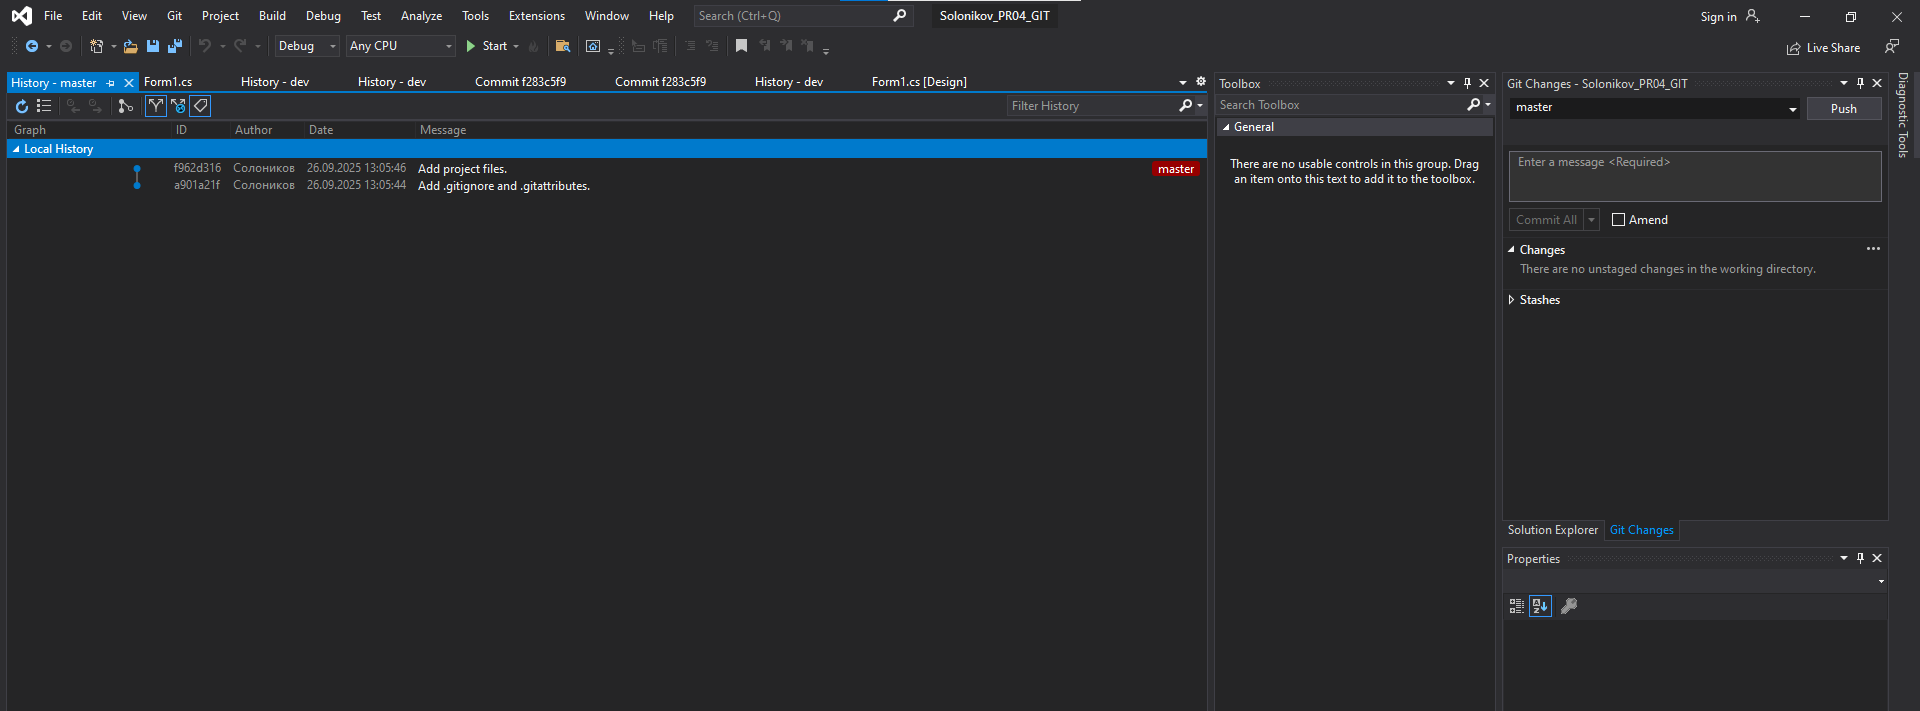 File Edit View Git Project Build Debug Test Analyze Tools Extensions Window Help Search (Ctrl+Q) Solonikov_PR04_GIT Sign in
Debug Any CPU Start Live Share
History - master Form1.cs History - dev History - dev Commit f283c5f9 Commit f283c5f9 History - dev Form1.cs [Design]
Filter History
Graph ID Author Date Message
Local History
f962d316 Солоников 26.09.2025 13:05:46 Add project files. master
a901a21f Солоников 26.09.2025 13:05:44 Add .gitignore and .gitattributes.
Toolbox
Search Toolbox
General
There are no usable controls in this group. Drag
an item onto this text to add it to the toolbox.
Git Changes - Solonikov_PR04_GIT
master Push
Enter a message <Required>
Commit All Amend
Changes
There are no unstaged changes in the working directory.
Stashes
Solution Explorer Git Changes
Properties
Diagnostic Tools